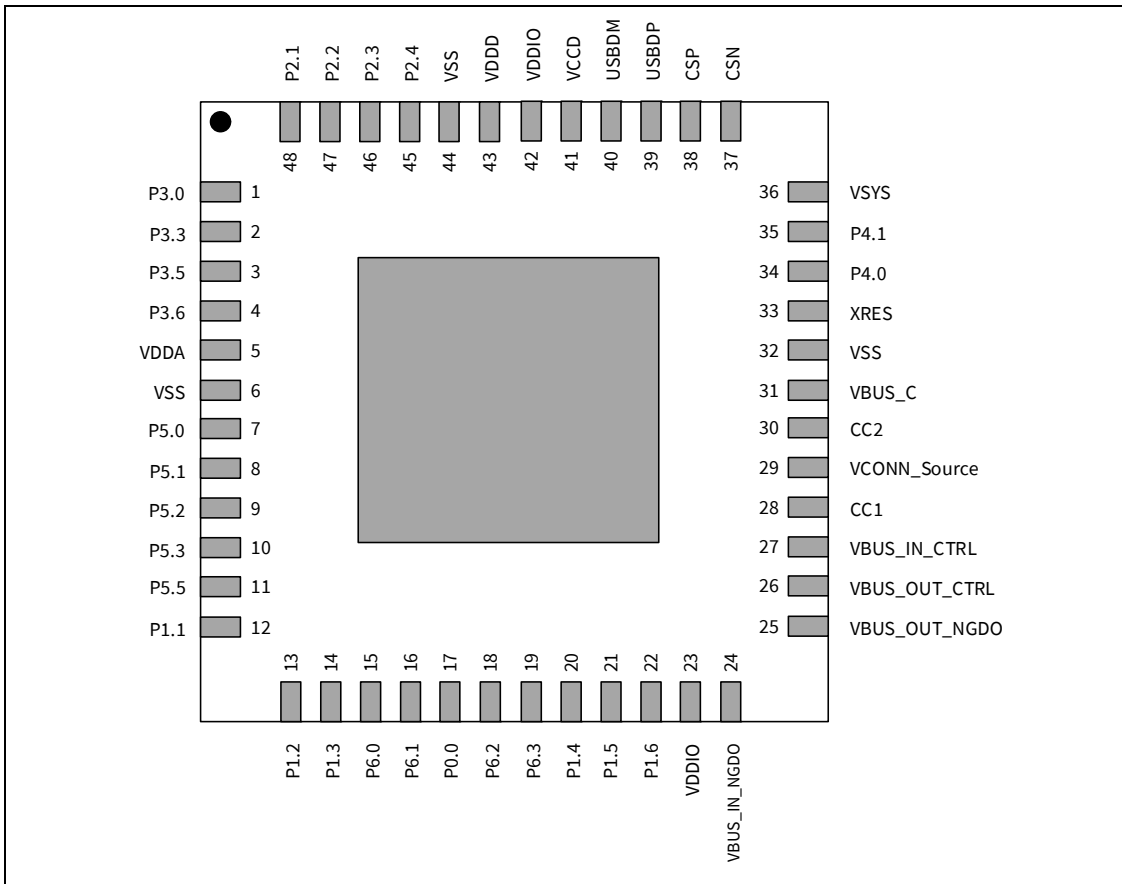 P2.1 P2.2 P2.3 P2.4 VSS VDDD VDDIO VCCD USBDM USBDP CSP CSN
48 47 46 45 44 43 42 41 40 39 38 37
P3.0 1
P3.3 2
P3.5 3
P3.6 4
VDDA 5
VSS 6
P5.0 7
P5.1 8
P5.2 9
P5.3 10
P5.5 11
P1.1 12
36 VSYS
35 P4.1
34 P4.0
33 XRES
32 VSS
31 VBUS_C
30 CC2
29 VCONN_Source
28 CC1
27 VBUS_IN_CTRL
26 VBUS_OUT_CTRL
25 VBUS_OUT_NGDO
13 14 15 16 17 18 19 20 21 22 23 24
P1.2 P1.3 P6.0 P6.1 P0.0 P6.2 P6.3 P1.4 P1.5 P1.6 VDDIO VBUS_IN_NGDO